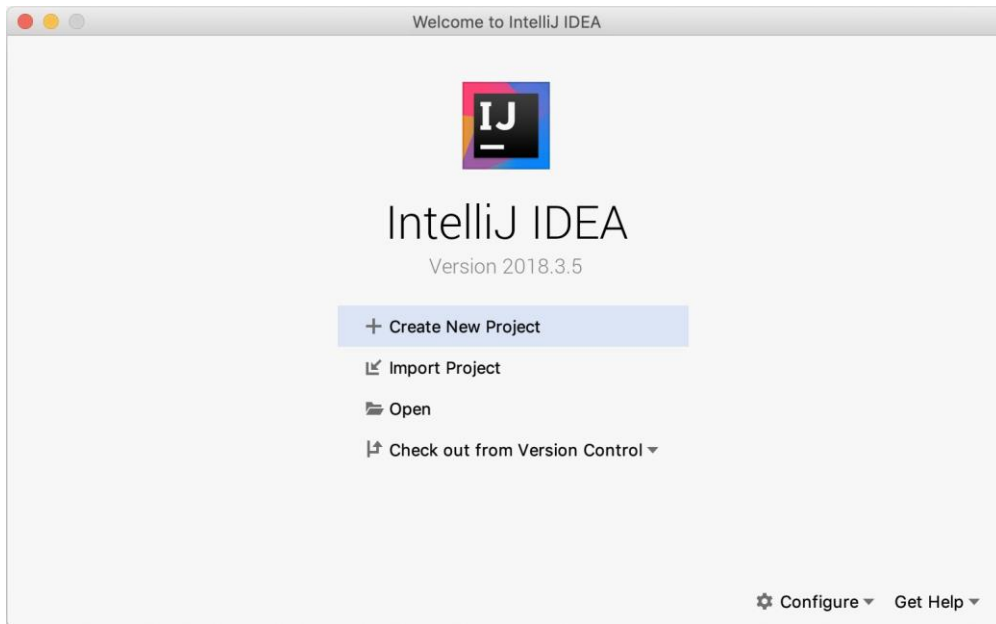 Welcome to IntelliJ IDEA
IJ
IntelliJ IDEA
Version 2018.3.5
Create New Project
Import Project
Open
Check out from Version Control
Configure Get Help